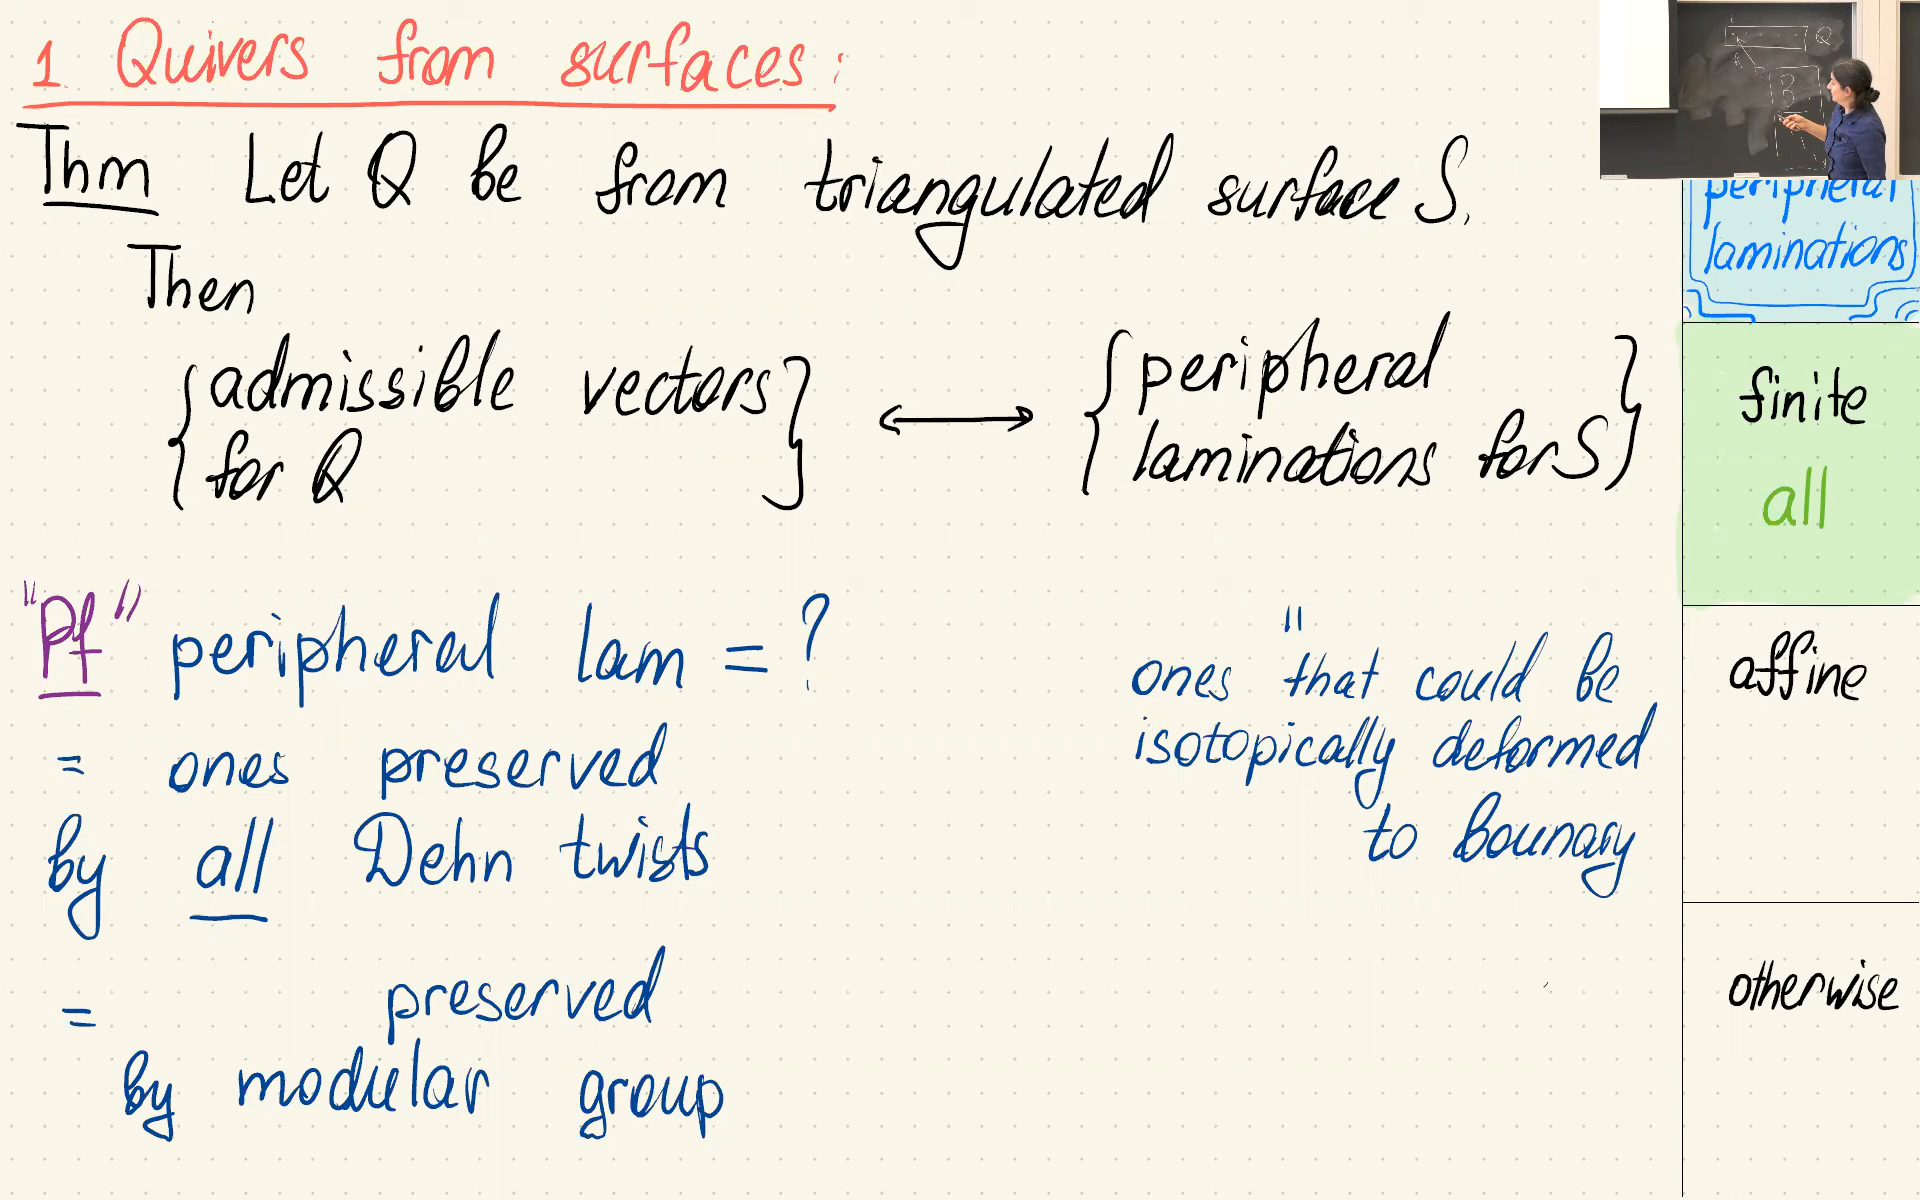 1 Quivers from surfaces:
Thm Let Q be from triangulated surface S.
Then
{admissible vectors for Q} ⟷ {peripheral laminations for S}
"Pf" peripheral lam = ?
= ones preserved
by all Dehn twists
= preserved
by modular group
"
ones that could be
isotopically deformed
to Bounary
peripheral
laminations
finite
all
affine
otherwise
Q
B